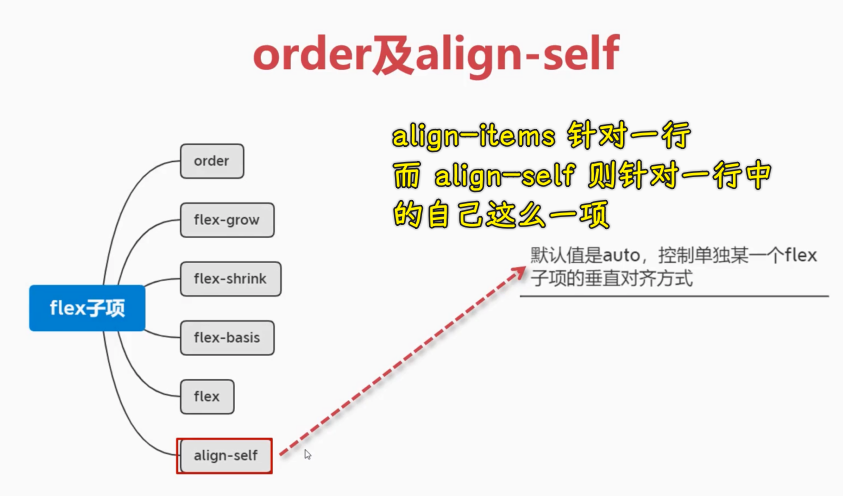 order及align-self
align-items 针对一行
而 align-self 则针对一行中
的自己这么一项
默认值是auto，控制单独某一个flex
子项的垂直对齐方式
flex子项
order
flex-grow
flex-shrink
flex-basis
flex
align-self